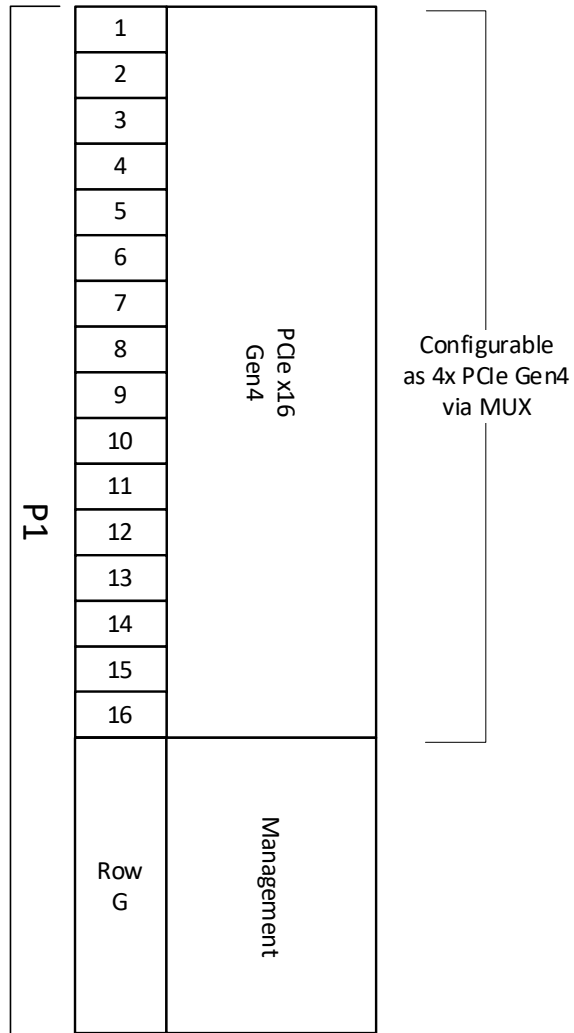 P1
1
2
3
4
5
6
7
8
9
10
11
12
13
14
15
16
PCIe x16
Gen4
Configurable
as 4x PCIe Gen4
via MUX
Row
G
Management